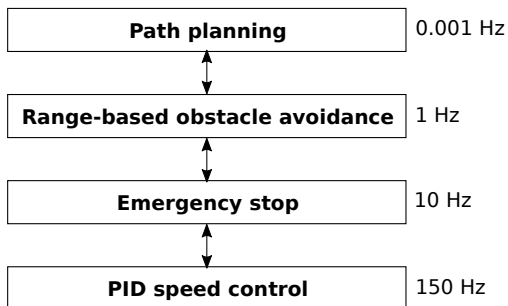 Path planning 0.001 Hz
Range-based obstacle avoidance 1 Hz
Emergency stop 10 Hz
PID speed control 150 Hz